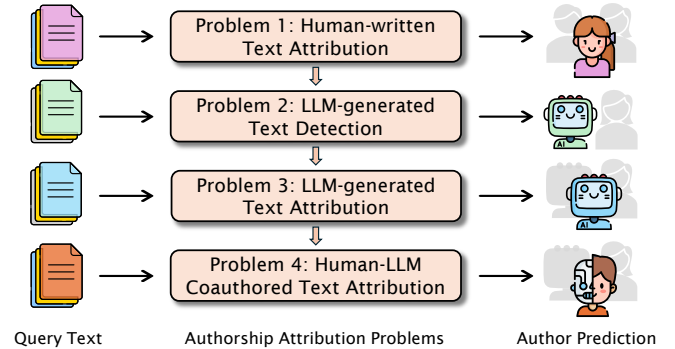 Problem 1: Human-written
Text Attribution
Problem 2: LLM-generated
Text Detection
AI
Problem 3: LLM-generated
Text Attribution
AI
Problem 4: Human-LLM
Coauthored Text Attribution
Query Text
Authorship Attribution Problems
Author Prediction